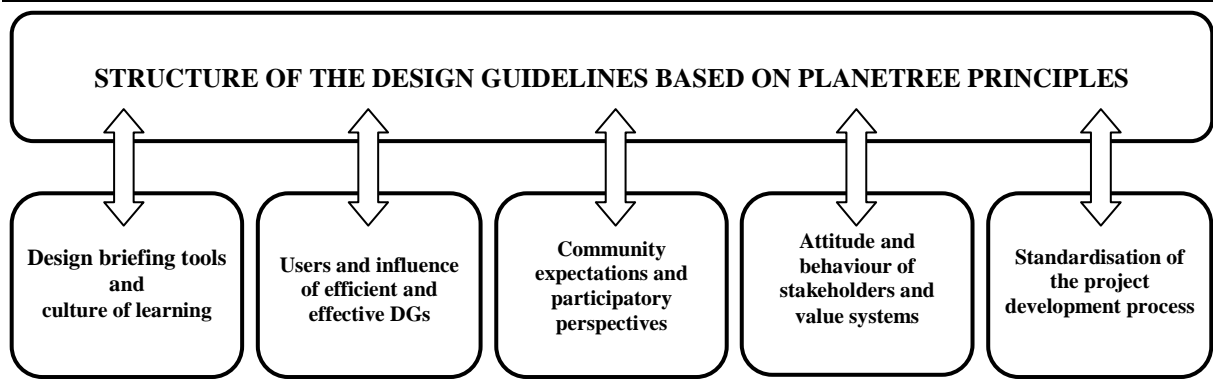 STRUCTURE OF THE DESIGN GUIDELINES BASED ON PLANETREE PRINCIPLES
Design briefing tools
and
culture of learning
Users and influence
of efficient and
effective DGs
Community
expectations and
participatory
perspectives
Attitude and
behaviour of
stakeholders and
value systems
Standardisation of
the project
development process